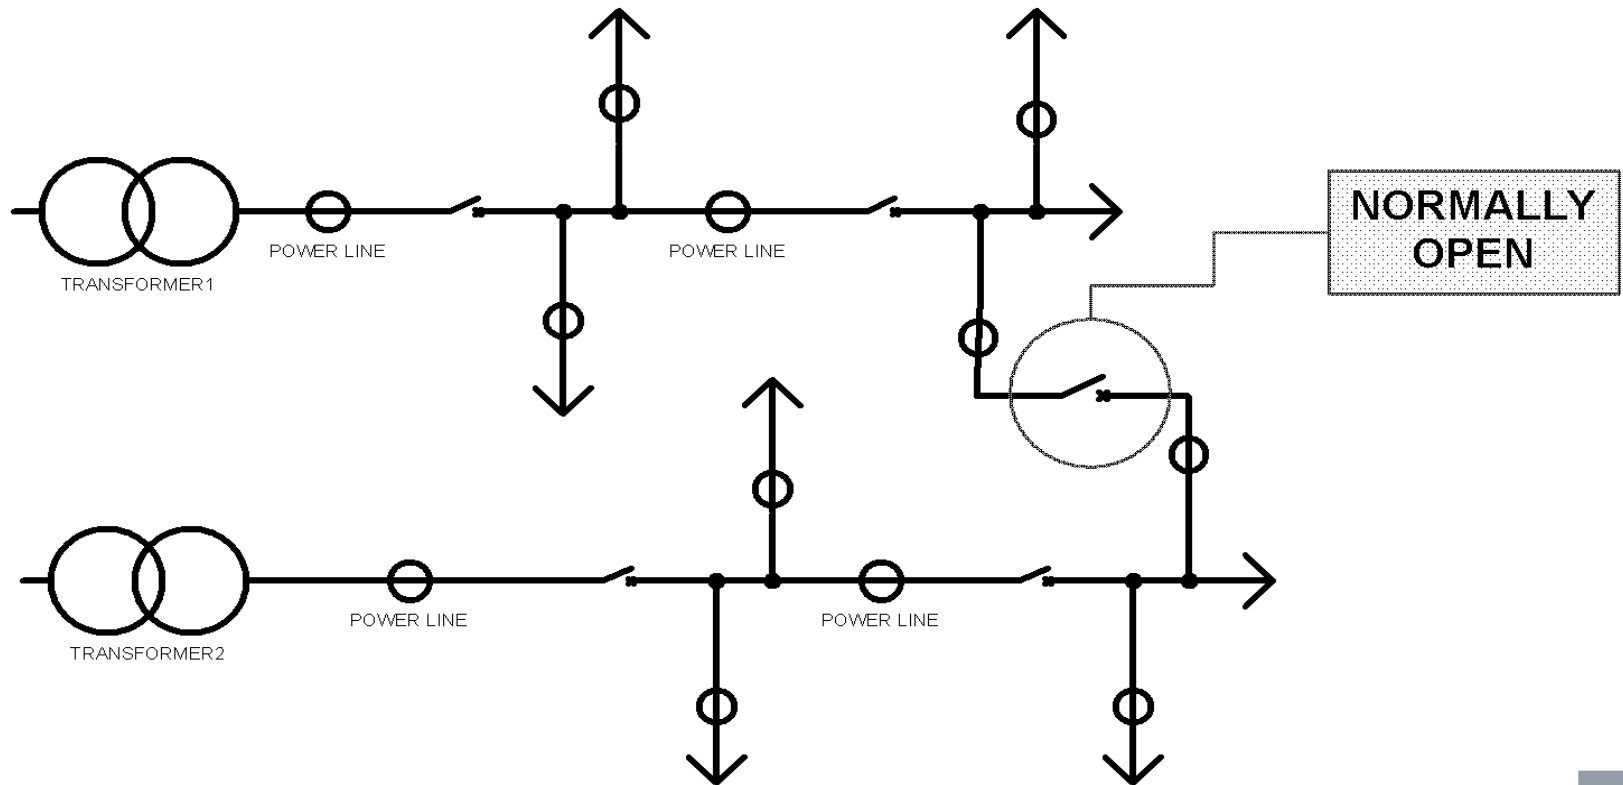 NORMALLY
OPEN
POWER LINE
POWER LINE
TRANSFORMER1
POWER LINE
POWER LINE
TRANSFORMER2